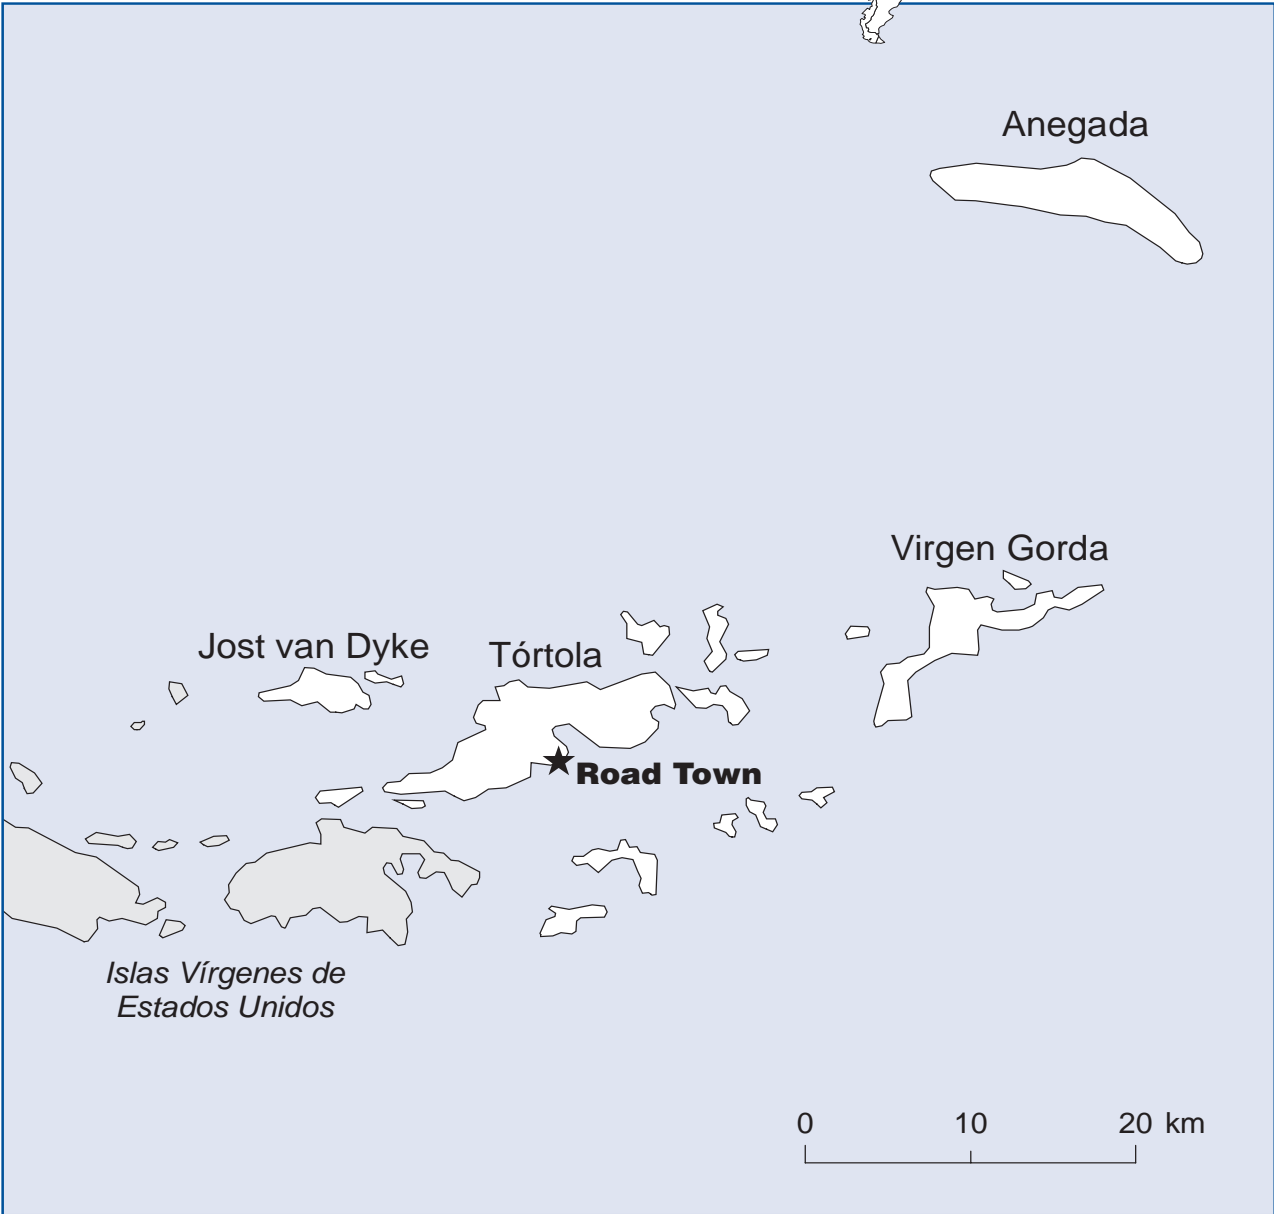 Anegada
Virgen Gorda
Jost van Dyke
Tórtola
Road Town
Islas Vírgenes de
Estados Unidos
0 10 20 km